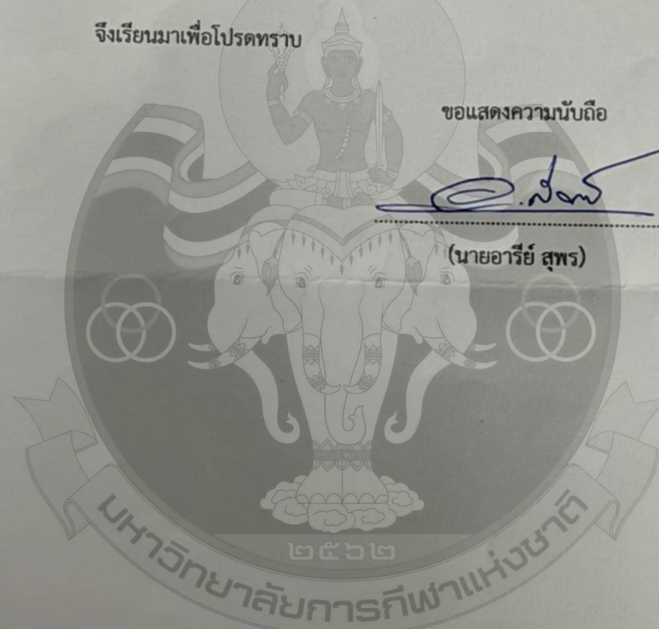 จึงเรียนมาเพื่อโปรดทราบ
ขอแสดงความนับถือ
(นายอารีย์ สุพร)
๒๕๖๒
มหาวิทยาลัยการกีฬาแห่งชาติ